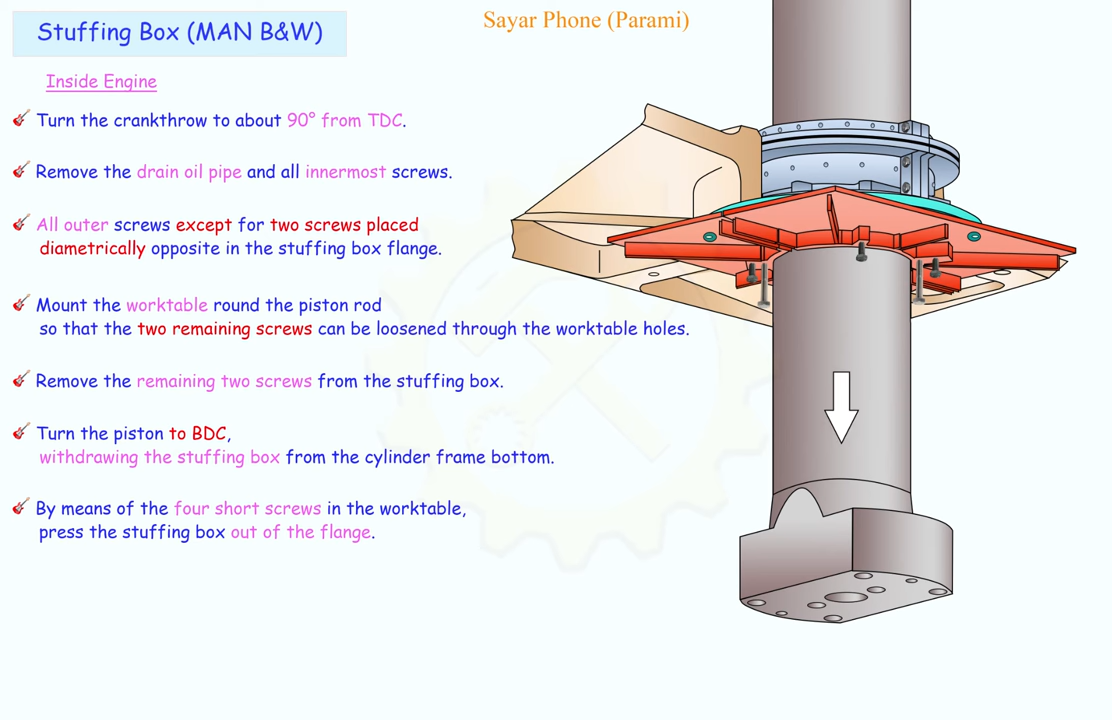 Stuffing Box (MAN B&W)
Sayar Phone (Parami)
Inside Engine
Turn the crankthrow to about 90° from TDC.
Remove the drain oil pipe and all innermost screws.
All outer screws except for two screws placed
diametrically opposite in the stuffing box flange.
Mount the worktable round the piston rod
so that the two remaining screws can be loosened through the worktable holes.
Remove the remaining two screws from the stuffing box.
Turn the piston to BDC,
withdrawing the stuffing box from the cylinder frame bottom.
By means of the four short screws in the worktable,
press the stuffing box out of the flange.